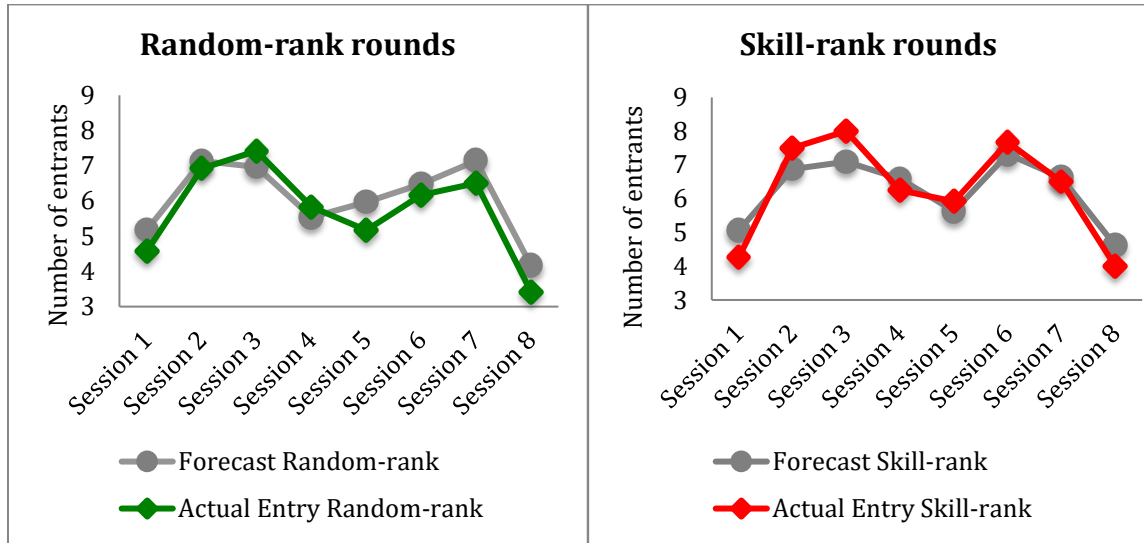 Random-rank rounds
Number of entrants
9
8
7
6
5
4
3
Session 1
Session 2
Session 3
Session 4
Session 5
Session 6
Session 7
Session 8
Forecast Random-rank
Actual Entry Random-rank
Skill-rank rounds
Number of entrants
9
8
7
6
5
4
3
Session 1
Session 2
Session 3
Session 4
Session 5
Session 6
Session 7
Session 8
Forecast Skill-rank
Actual Entry Skill-rank